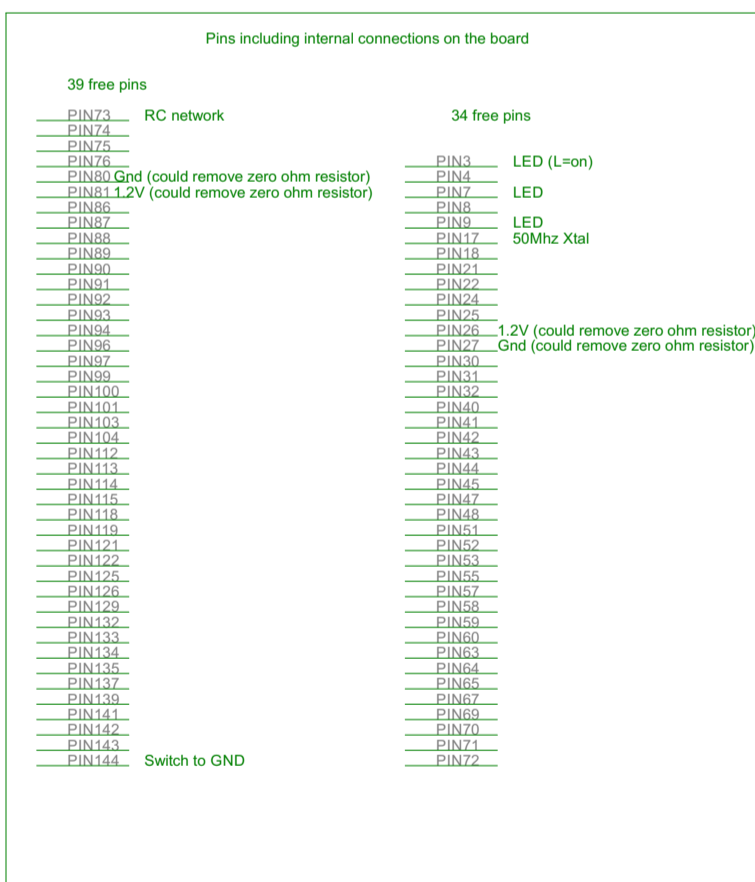 Pins including internal connections on the board
39 free pins
PIN73 RC network
PIN74
PIN75
PIN76
PIN80 Gnd (could remove zero ohm resistor)
PIN81 1.2V (could remove zero ohm resistor)
PIN86
PIN87
PIN88
PIN89
PIN90
PIN91
PIN92
PIN93
PIN94
PIN96
PIN97
PIN99
PIN100
PIN101
PIN103
PIN104
PIN112
PIN113
PIN114
PIN115
PIN118
PIN119
PIN121
PIN122
PIN125
PIN126
PIN129
PIN132
PIN133
PIN134
PIN135
PIN137
PIN139
PIN141
PIN142
PIN143
PIN144 Switch to GND
34 free pins
PIN3 LED (L=on)
PIN4
PIN7 LED
PIN8
PIN9 LED
PIN17 50Mhz Xtal
PIN18
PIN21
PIN22
PIN24
PIN25
PIN26 1.2V (could remove zero ohm resistor)
PIN27 Gnd (could remove zero ohm resistor)
PIN30
PIN31
PIN32
PIN40
PIN41
PIN42
PIN43
PIN44
PIN45
PIN47
PIN48
PIN51
PIN52
PIN53
PIN55
PIN57
PIN58
PIN59
PIN60
PIN63
PIN64
PIN65
PIN67
PIN69
PIN70
PIN71
PIN72